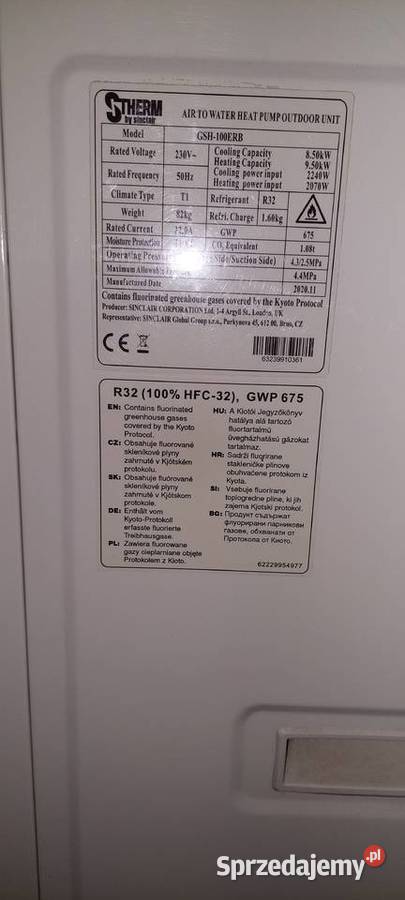 STHERM
by sinclair
AIR TO WATER HEAT PUMP OUTDOOR UNIT
Model GSH-100ERB
Rated Voltage 230V~ Cooling Capacity 8.50kW
Heating Capacity 9.50kW
Rated Frequency 50Hz Cooling power input 2240W
Heating power input 2070W
Climate Type T1 Refrigerant R32
Weight 82kg Refri. Charge 1.60kg
Rated Current GWP 675
Moisture Protection CO₂ Equivalent 1.08t
Operating Pressure Side/Suction Side) 4.3/2.5MPa
Maximum Allowable 4.4MPa
Manufactured Date 2020.11
Contains fluorinated greenhouse gases covered by the Kyoto Protocol
Producer: SINCLAIR CORPORATION Ltd, 1-4 Argyll St, London, UK
Representative: SINCLAIR Global Group s.r.o., Purkynova 45, 612 00, Brno, CZ
CE
63239910361
R32 (100% HFC-32), GWP 675
EN: Contains fluorinated
greenhouse gases
covered by the Kyoto
Protocol.
CZ: Obsahuje fluorované
skleníkové plyny
zahrnuté v Kjótském
protokolu.
SK: Obsahuje fluorované
skleníkové plyny
zahrnuté v Kjótskom
protokole.
DE: Enthält vom
Kyoto-Protokoll
erfasste fluorierte
Treibhausgase.
PL: Zawiera fluorowane
gazy cieplarniane objęte
Protokołem z Kioto.
HU: A Kiotói Jegyzőkönyv
hatálya alá tartozó
fluortartalmú
üvegházhatású gázokat
tartalmaz.
HR: Sadrži fluorirane
stakleničke plinove
obuhvaćene protokom iz
Kyota.
SI: Vsebuje fluorirane
toplogredne pline, ki jih
zajema Kjotski protokol.
BG: Продукт съдържат
флуорирани парникови
газове, обхванати от
Протокола от Киото.
62229954977
Sprzedajemy.pl